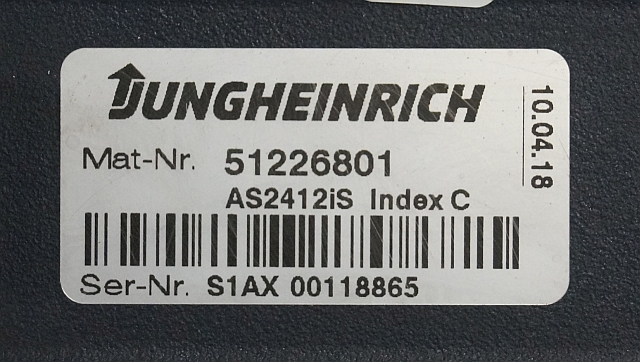 JUNGHEINRICH
Mat-Nr. 51226801
AS2412iS Index C
Ser-Nr. S1AX 00118865
10.04.18